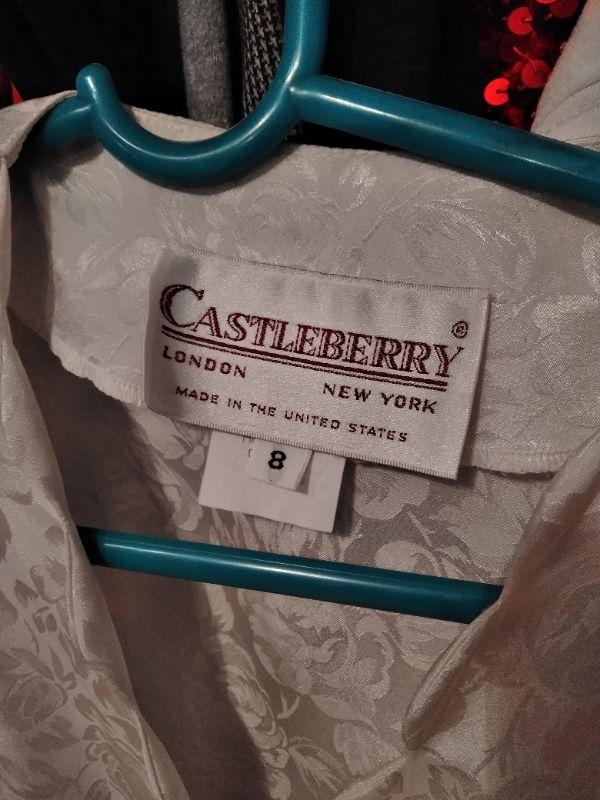 CASTLEBERRY®
LONDON
NEW YORK
MADE IN THE UNITED STATES
8